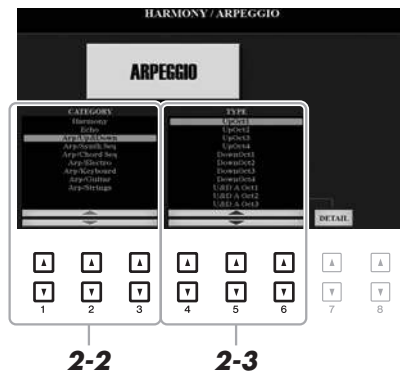 HARMONY / ARPEGGIO
ARPEGGIO
CATEGORY
Harmony
Echo
Arp/Up&Down
Arp/Synth Seq
Arp/Chord Seq
Arp/Electro
Arp/Keyboard
Arp/Guitar
Arp/Strings
TYPE
UpOct1
UpOct2
UpOct3
UpOct4
DownOct1
DownOct2
DownOct3
DownOct4
U&D A Oct1
U&D A Oct2
U&D A Oct3
DETAIL
1 2 3 4 5 6 7 8
2-2 2-3